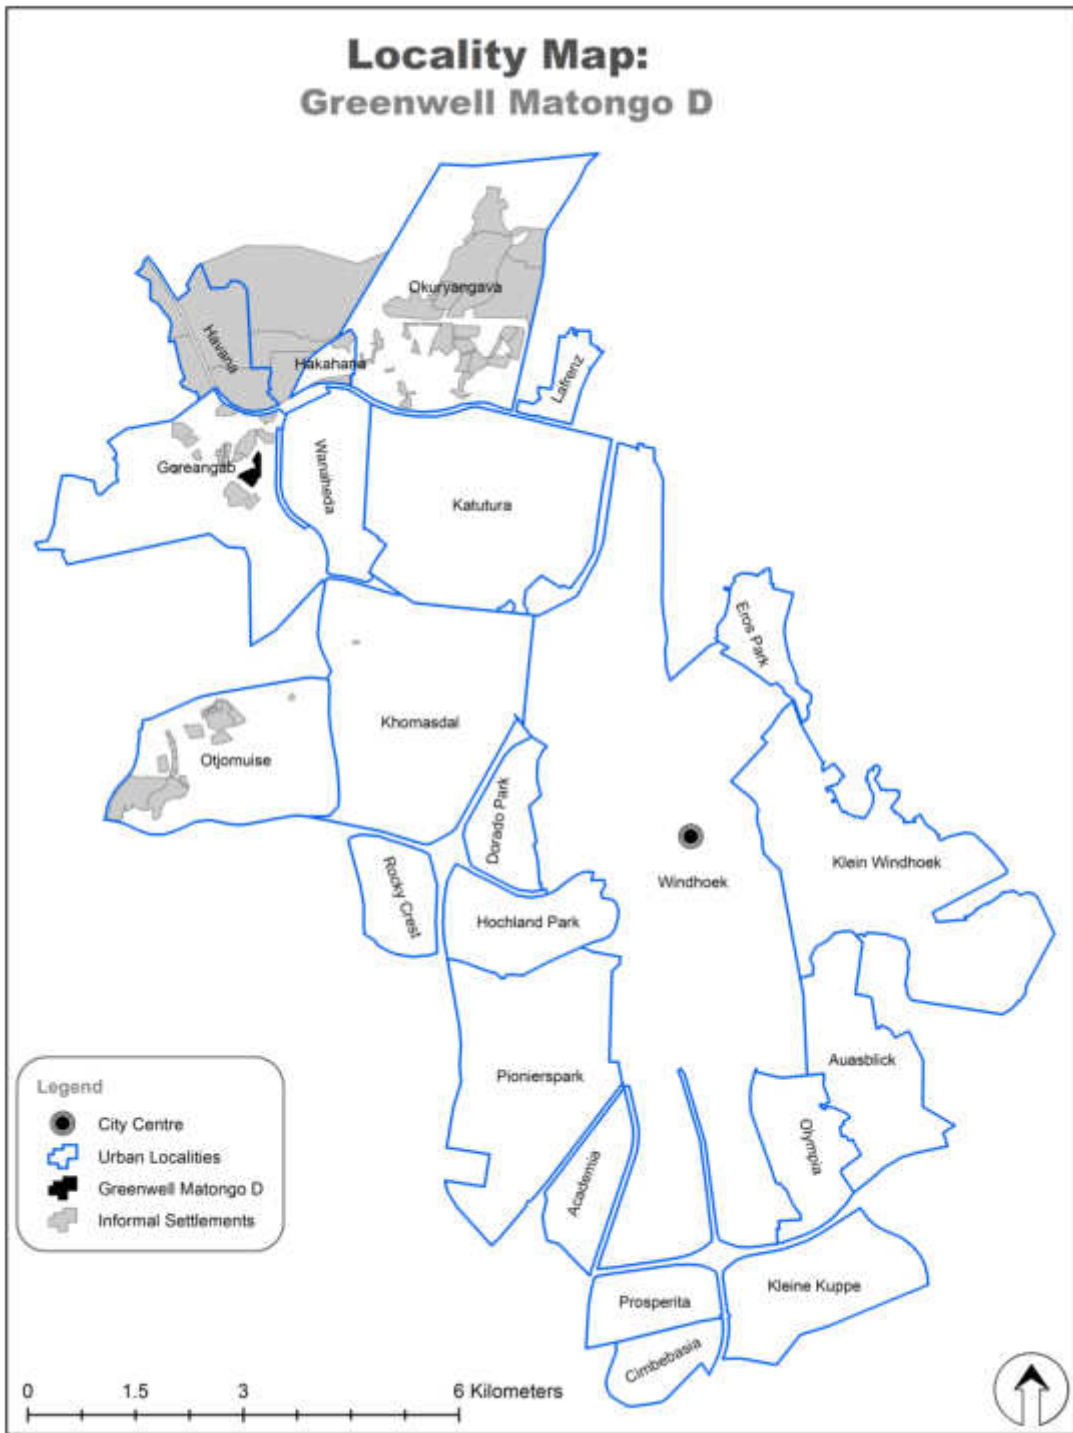 Locality Map:
Greenwell Matongo D
Okuryangava
Havana
Hakahana
Lafrenz
Goreangab
Wanaheda
Katutura
Eros Park
Khomasdal
Otjomuise
Dorado Park
Klein Windhoek
Rocky Crest
Windhoek
Hochland Park
Auasblick
Pionierspark
Olympia
Academia
Kleine Kuppe
Prosperita
Cimbebasia
Legend
City Centre
Urban Localities
Greenwell Matongo D
Informal Settlements
0 1.5 3 6 Kilometers